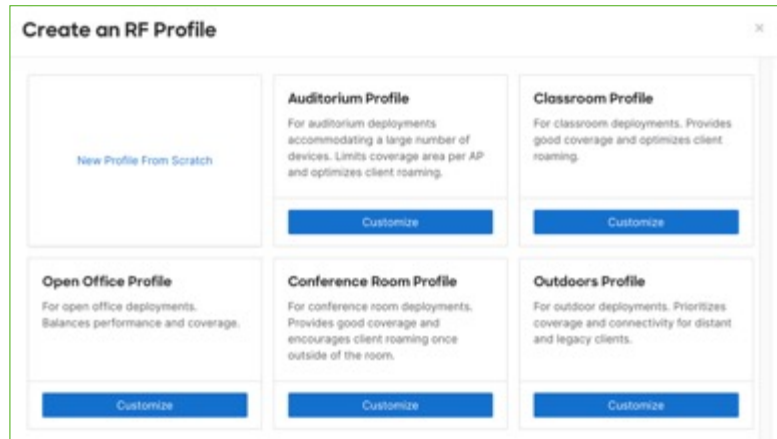 Create an RF Profile
×
New Profile From Scratch
Auditorium Profile
For auditorium deployments
accommodating a large number of
devices. Limits coverage area per AP
and optimizes client roaming.
Customize
Classroom Profile
For classroom deployments. Provides
good coverage and optimizes client
roaming.
Customize
Open Office Profile
For open office deployments.
Balances performance and coverage.
Customize
Conference Room Profile
For conference room deployments.
Provides good coverage and
encourages client roaming once
outside of the room.
Customize
Outdoors Profile
For outdoor deployments. Prioritizes
coverage and connectivity for distant
and legacy clients.
Customize